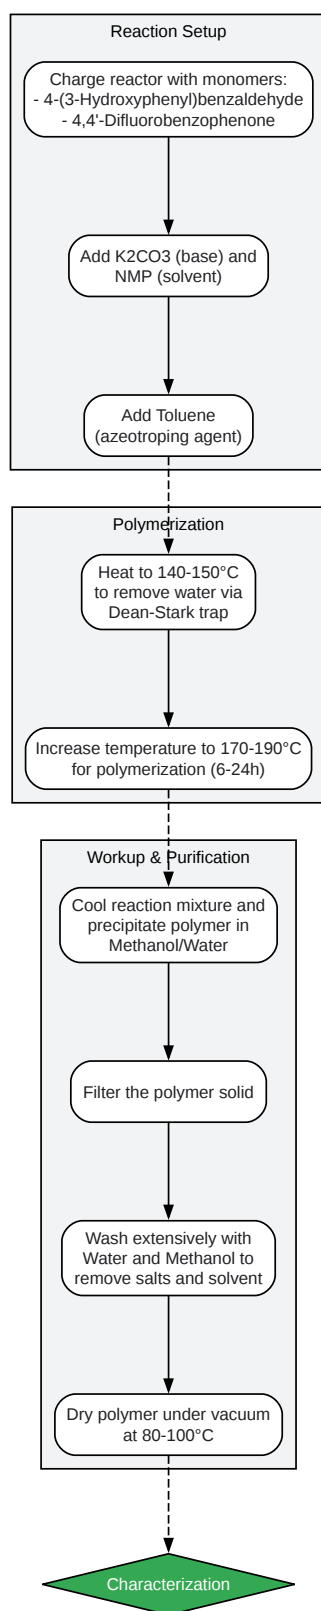 Reaction Setup
Charge reactor with monomers:
- 4-(3-Hydroxyphenyl)benzaldehyde
- 4,4'-Difluorobenzophenone
Add K2CO3 (base) and
NMP (solvent)
Add Toluene
(azeotroping agent)
Polymerization
Heat to 140-150°C
to remove water via
Dean-Stark trap
Increase temperature to 170-190°C
for polymerization (6-24h)
Workup & Purification
Cool reaction mixture and
precipitate polymer in
Methanol/Water
Filter the polymer solid
Wash extensively with
Water and Methanol to
remove salts and solvent
Dry polymer under vacuum
at 80-100°C
Characterization